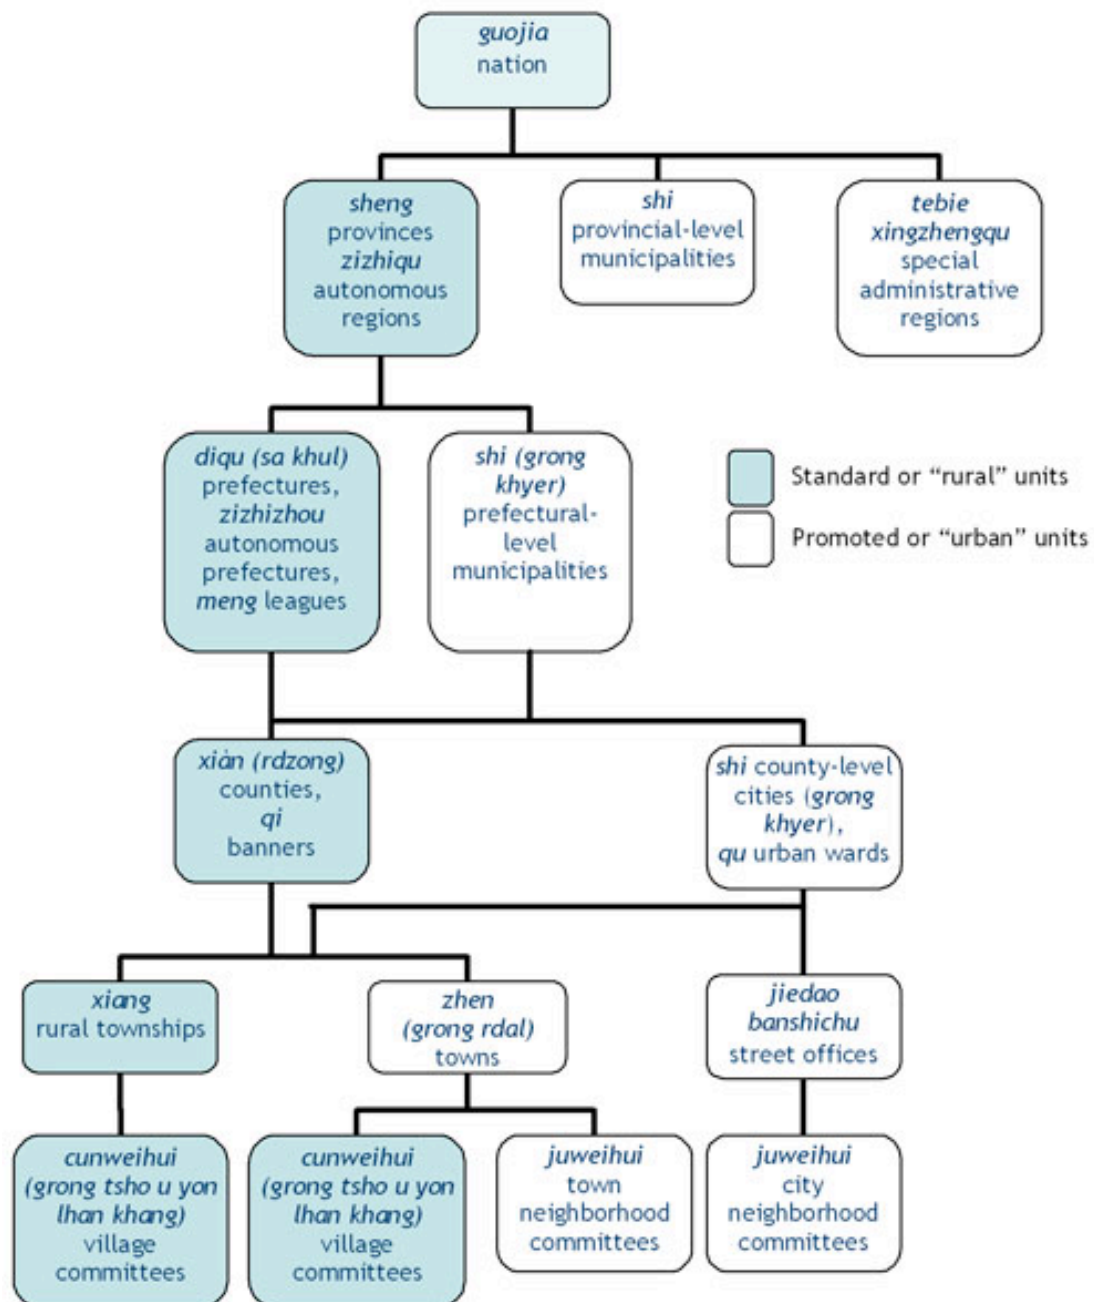 guojia
nation
sheng
provinces
zizhiqu
autonomous
regions
shi
provincial-level
municipalities
tebie
xingzhengqu
special
administrative
regions
diqu (sa khul)
prefectures,
zizhizhou
autonomous
prefectures,
meng leagues
shi (grong
khyer)
prefectural-
level
municipalities
Standard or “rural” units
Promoted or “urban” units
xiàn (rdzong)
counties,
qi
banners
shi county-level
cities (grong
khyer),
qu urban wards
xiang
rural townships
zhen
(grong rdal)
towns
jiedao
banshichu
street offices
cunweihui
(grong tsho u yon
lhan khang)
village
committees
cunweihui
(grong tsho u yon
lhan khang)
village
committees
juweihui
town
neighborhood
committees
juweihui
city
neighborhood
committees